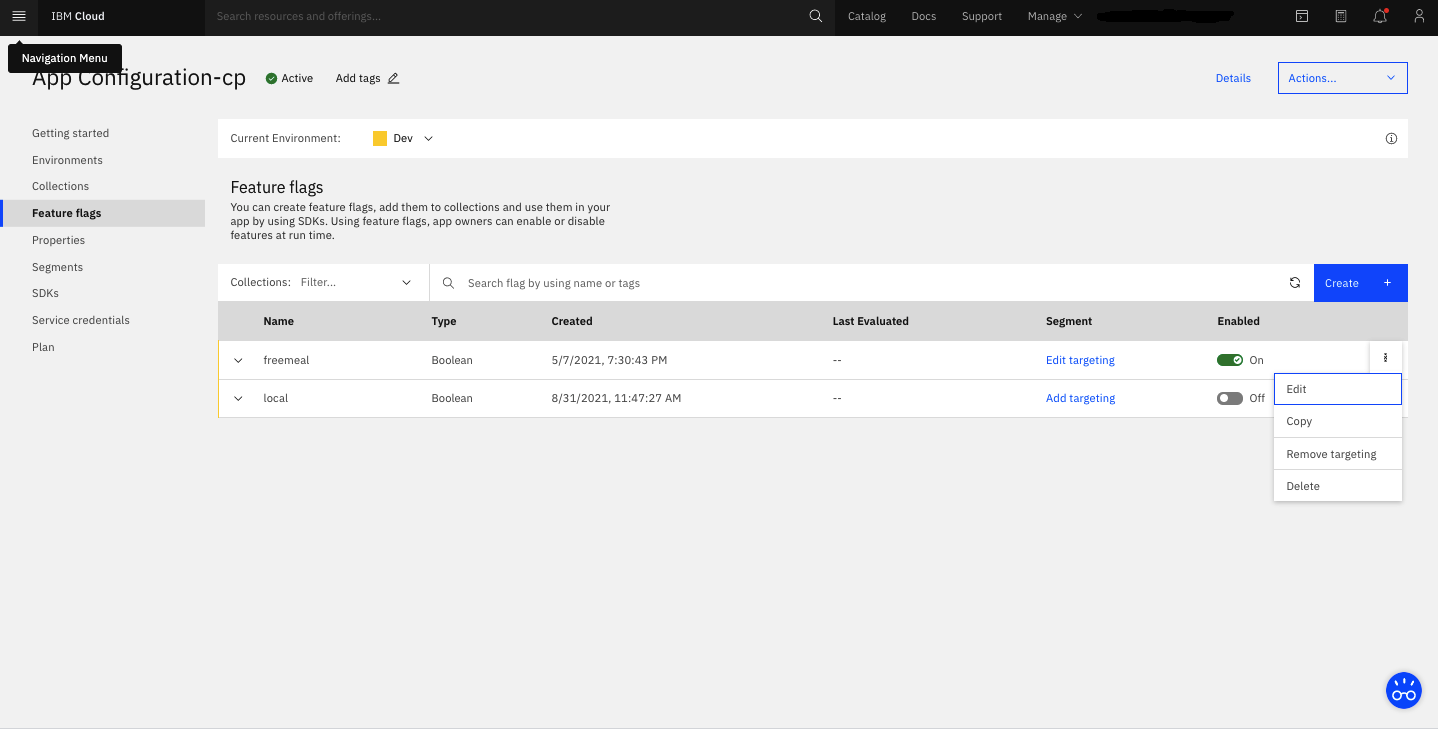 IBM Cloud
Search resources and offerings...
Catalog
Docs
Support
Manage
Navigation Menu
App Configuration-cp
Active
Add tags
Details
Actions...
Getting started
Environments
Collections
Feature flags
Properties
Segments
SDKs
Service credentials
Plan
Current Environment:
Dev
Feature flags
You can create feature flags, add them to collections and use them in your
app by using SDKs. Using feature flags, app owners can enable or disable
features at run time.
Collections: Filter...
Search flag by using name or tags
Create +
Name Type Created Last Evaluated Segment Enabled
freemeal Boolean 5/7/2021, 7:30:43 PM -- Edit targeting On
local Boolean 8/31/2021, 11:47:27 AM -- Add targeting Off
Edit
Copy
Remove targeting
Delete